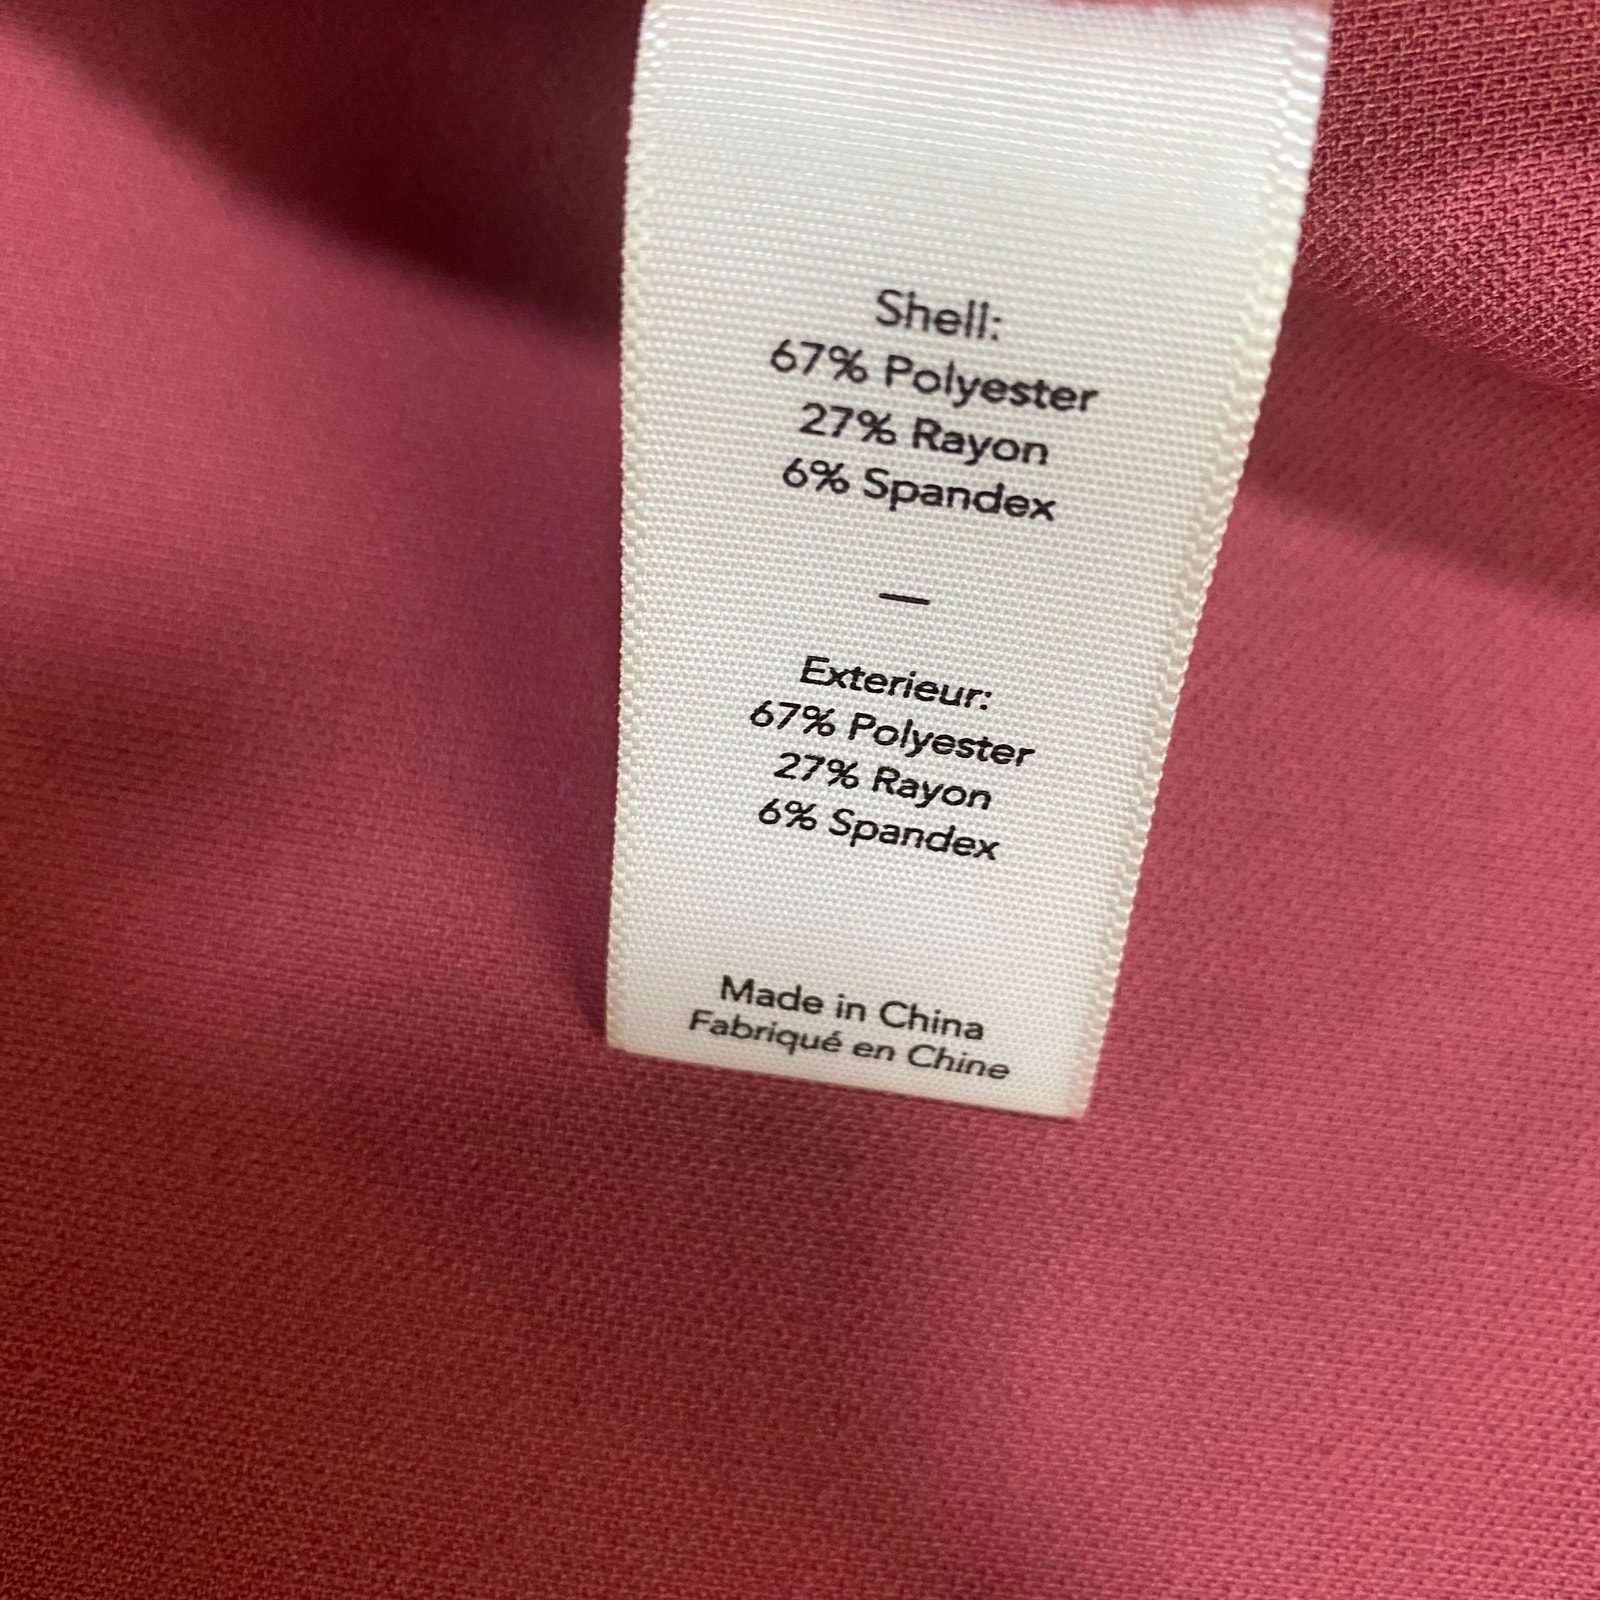 Shell:
67% Polyester
27% Rayon
6% Spandex
—
Exterieur:
67% Polyester
27% Rayon
6% Spandex
Made in China
Fabriqué en Chine